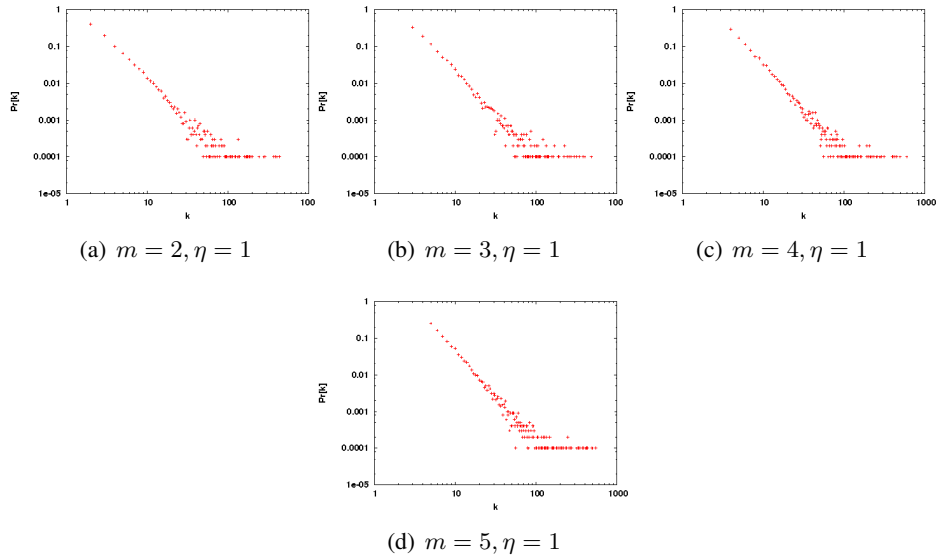 1
0.1
0.01
0.001
0.0001
1e-05
Pr[k]
1 10 100 100
k
(a) m = 2, η = 1
1
0.1
0.01
0.001
0.0001
1e-05
Pr[k]
1 10 100 100
k
(b) m = 3, η = 1
1
0.1
0.01
0.001
0.0001
1e-05
Pr[k]
1 10 100 1000
k
(c) m = 4, η = 1
1
0.1
0.01
0.001
0.0001
1e-05
Pr[k]
1 10 100 1000
k
(d) m = 5, η = 1